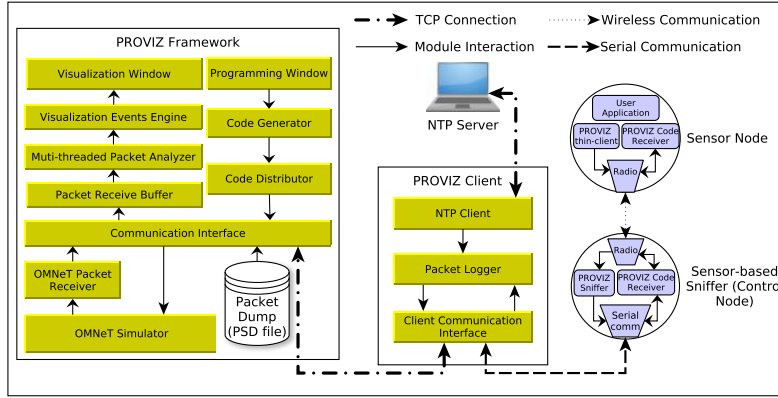 TCP Connection
Wireless Communication
Module Interaction
Serial Communication
PROVIZ Framework
Visualization Window
Programming Window
Visualization Events Engine
Code Generator
Muti-threaded Packet Analyzer
Code Distributor
Packet Receive Buffer
Communication Interface
OMNeT Packet
Receiver
OMNeT Simulator
Packet
Dump
(PSD file)
NTP Server
PROVIZ Client
NTP Client
Packet Logger
Client Communication
Interface
User
Application
PROVIZ
thin-client
PROVIZ Code
Receiver
Radio
Sensor Node
Radio
PROVIZ
Sniffer
PROVIZ Code
Receiver
Serial
comm
Sensor-based
Sniffer (Contro
Node)